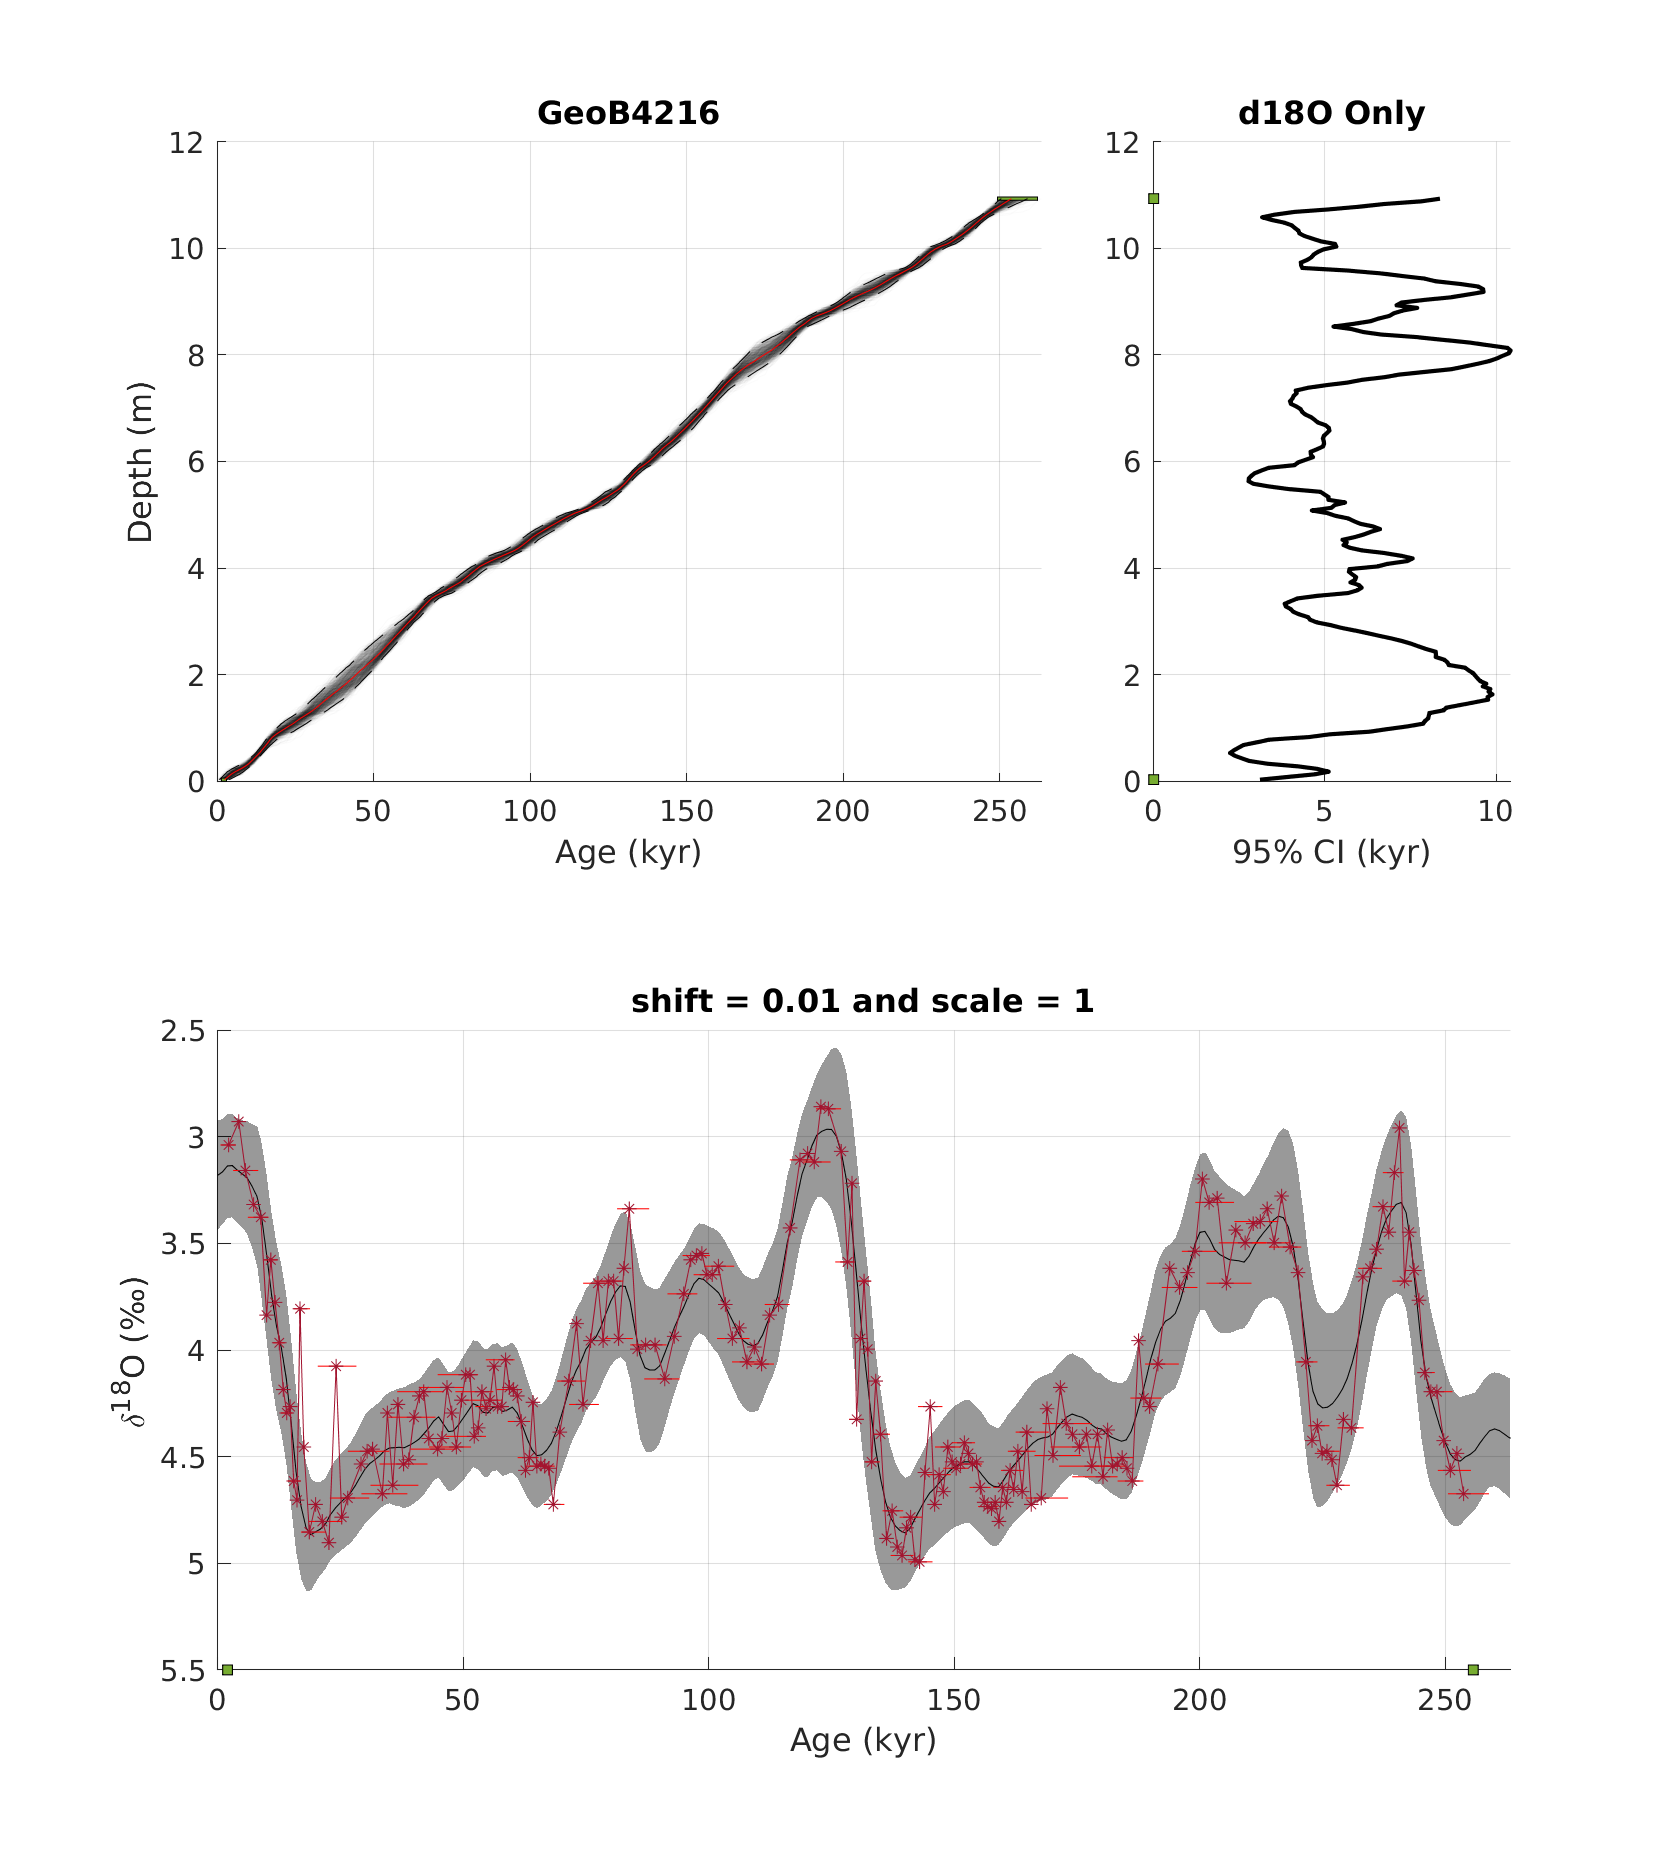 GeoB4216
d18O Only
12
10
8
6
4
2
0
Depth (m)
0 50 100 150 200 250
Age (kyr)
12
10
8
6
4
2
0
0 5 10
95% CI (kyr)
shift = 0.01 and scale = 1
2.5
3
3.5
4
4.5
5
5.5
δ¹⁸O (‰)
0 50 100 150 200 250
Age (kyr)